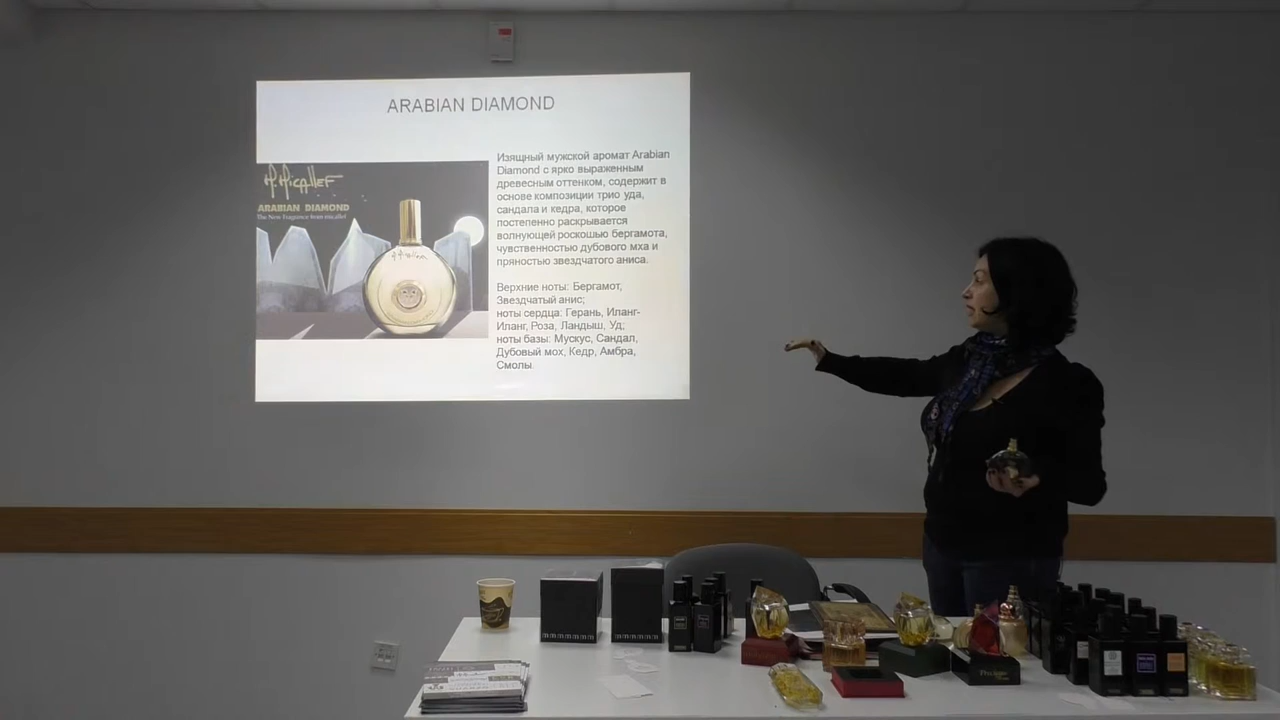 ARABIAN DIAMOND
M.Micallef
ARABIAN DIAMOND
The New Fragrance from micallef
Изящный мужской аромат Arabian
Diamond с ярко выраженным
древесным оттенком, содержит в
основе композиции трио уда,
сандала и кедра, которое
постепенно раскрывается
волнующей роскошью бергамота,
чувственностью дубового мха и
пряностью звездчатого аниса.
Верхние ноты: Бергамот,
Звездчатый анис;
ноты сердца: Герань, Иланг-
Иланг, Роза, Ландыш, Уд;
ноты базы: Мускус, Сандал,
Дубовый мох, Кедр, Амбра,
Смолы.